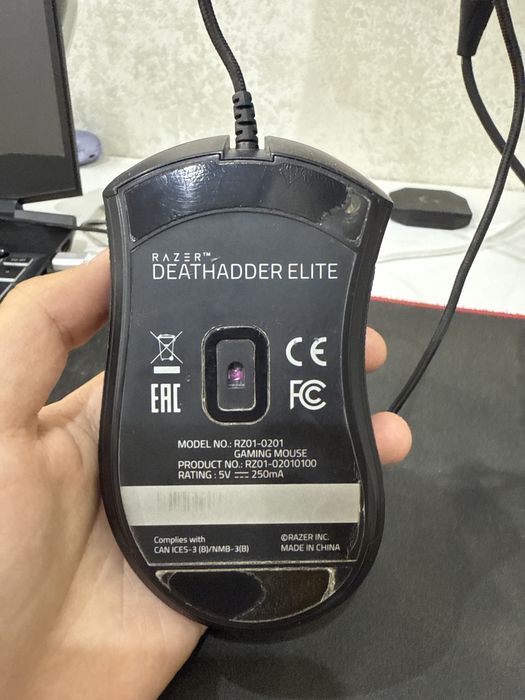 RAZER™
DEATHADDER ELITE
CE
EAC
FC
MODEL NO.: RZ01-0201
GAMING MOUSE
PRODUCT NO.: RZ01-02010100
RATING : 5V ⎓ 250mA
Complies with
CAN ICES-3 (B)/NMB-3(B)
©RAZER INC.
MADE IN CHINA